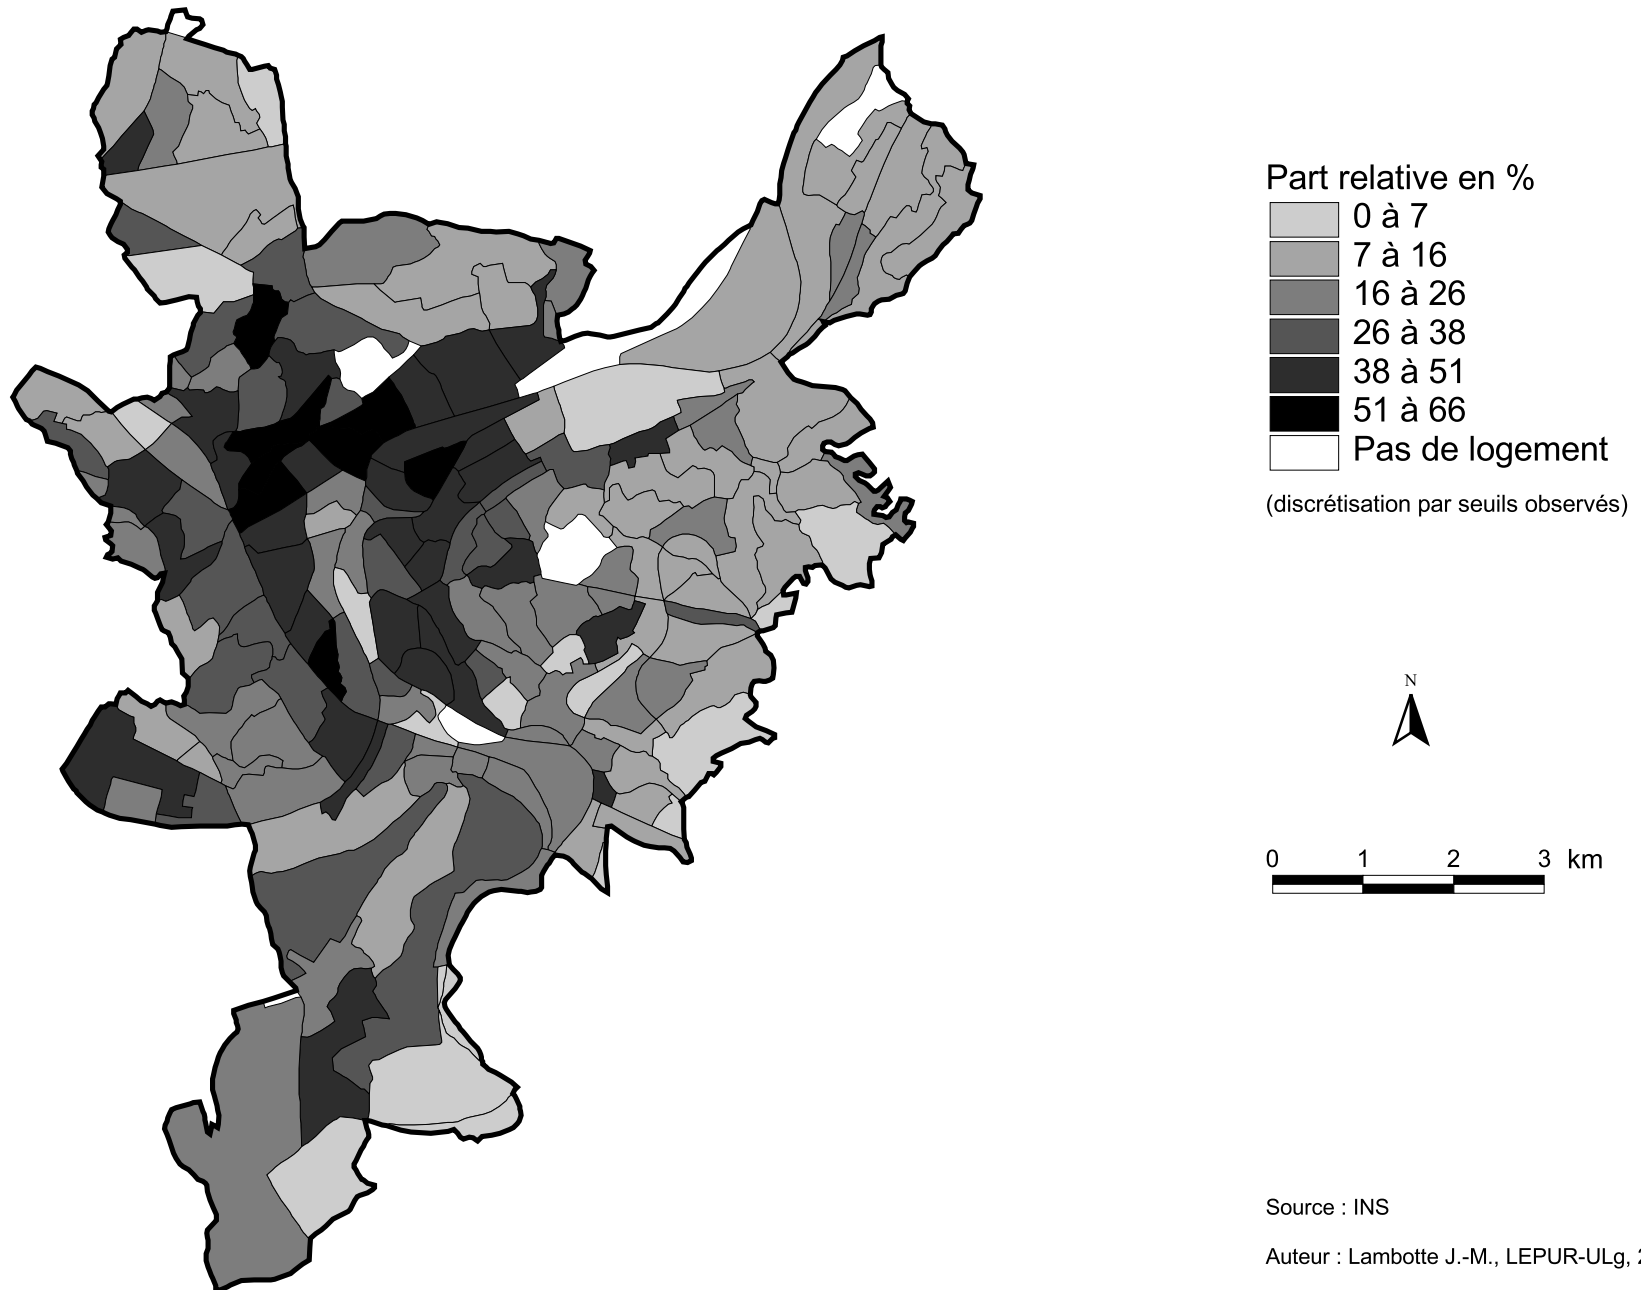 Part relative en %
0 à 7
7 à 16
16 à 26
26 à 38
38 à 51
51 à 66
Pas de logement
(discrétisation par seuils observés)
N
0 1 2 3 km
Source : INS
Auteur : Lambotte J.-M., LEPUR-ULg,